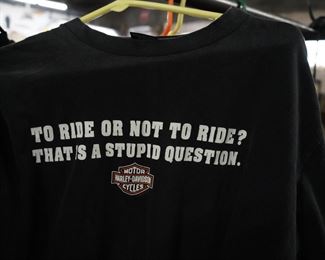 TO RIDE OR NOT TO RIDE?
THAT'S A STUPID QUESTION.
MOTOR
HARLEY-DAVIDSON
CYCLES